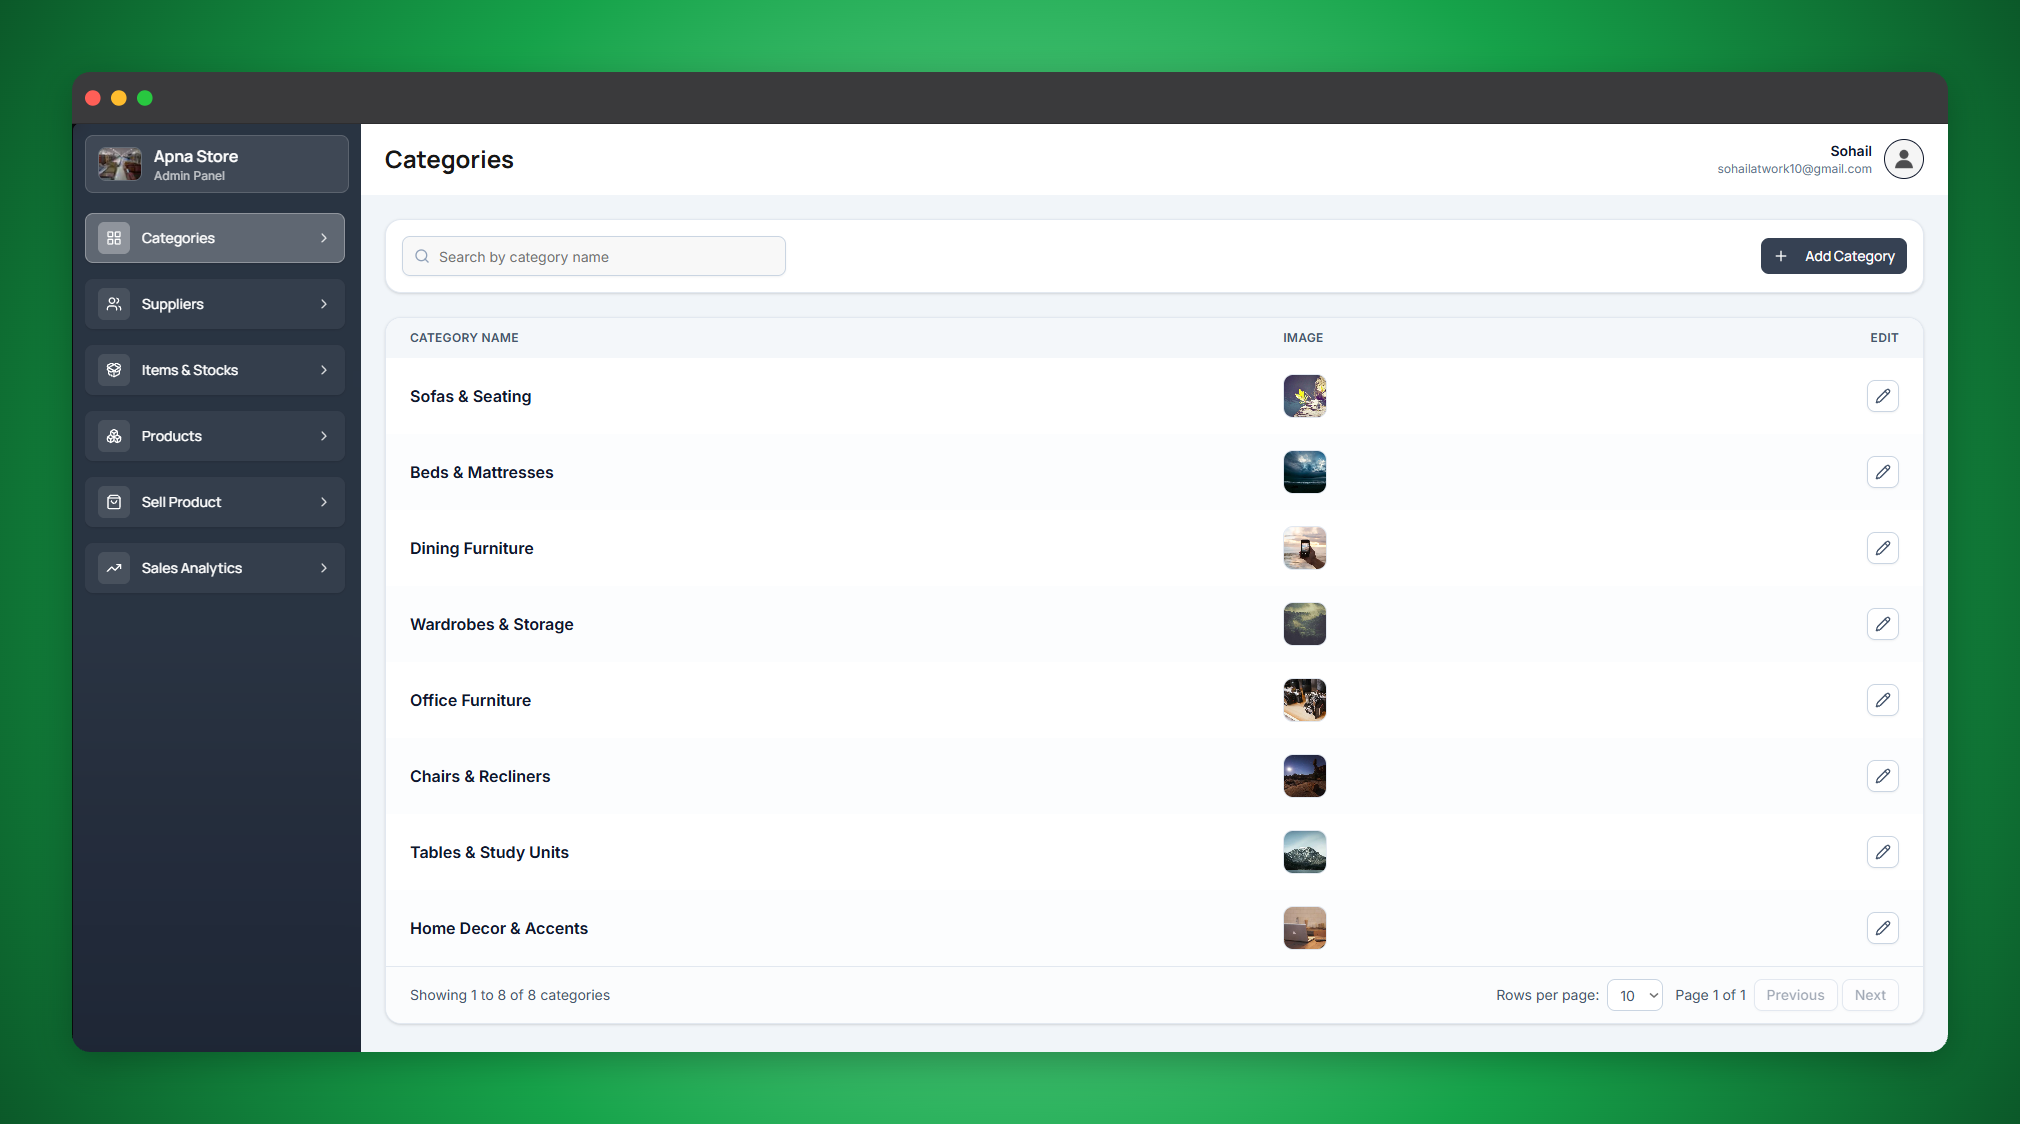 Apna Store
Admin Panel
Categories
Suppliers
Items & Stocks
Products
Sell Product
Sales Analytics
Categories
Sohail
sohailatwork10@gmail.com
Search by category name
Add Category
CATEGORY NAME IMAGE EDIT
Sofas & Seating
Beds & Mattresses
Dining Furniture
Wardrobes & Storage
Office Furniture
Chairs & Recliners
Tables & Study Units
Home Decor & Accents
Showing 1 to 8 of 8 categories
Rows per page: 10 Page 1 of 1 Previous Next